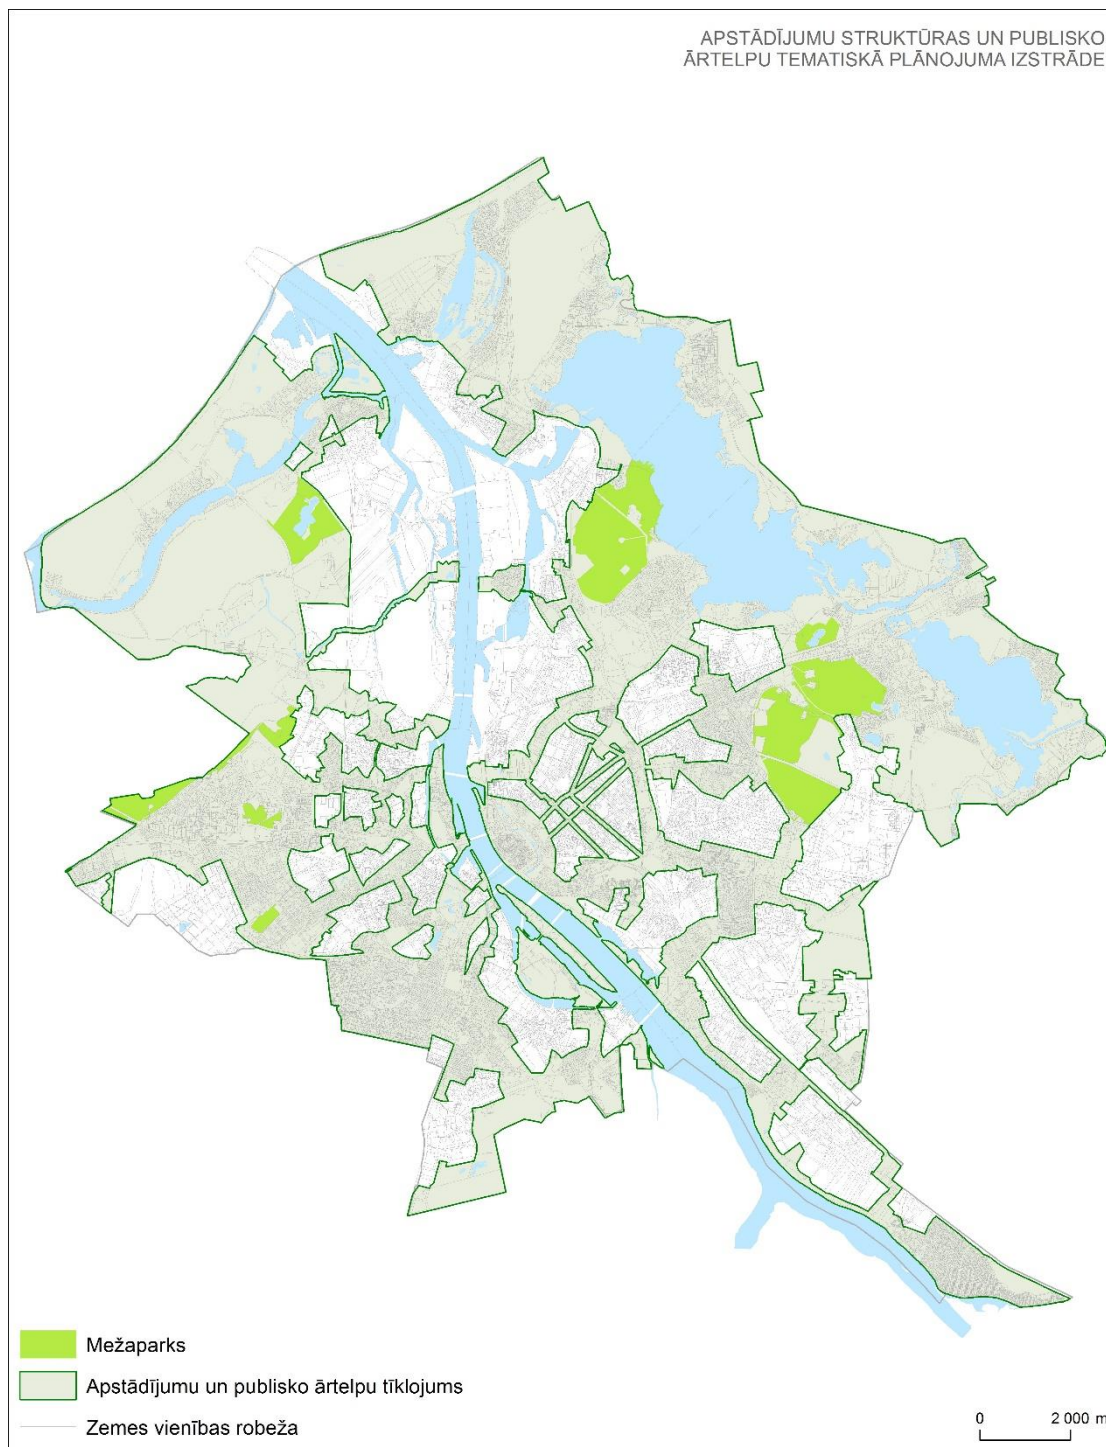 APSTĀDĪJUMU STRUKTŪRAS UN PUBLISKO
ĀRTELPU TEMATISKĀ PLĀNOJUMA IZSTRĀDE
Mežaparks
Apstādījumu un publisko ārtelpu tīklojums
Zemes vienības robeža
0 2 000 m